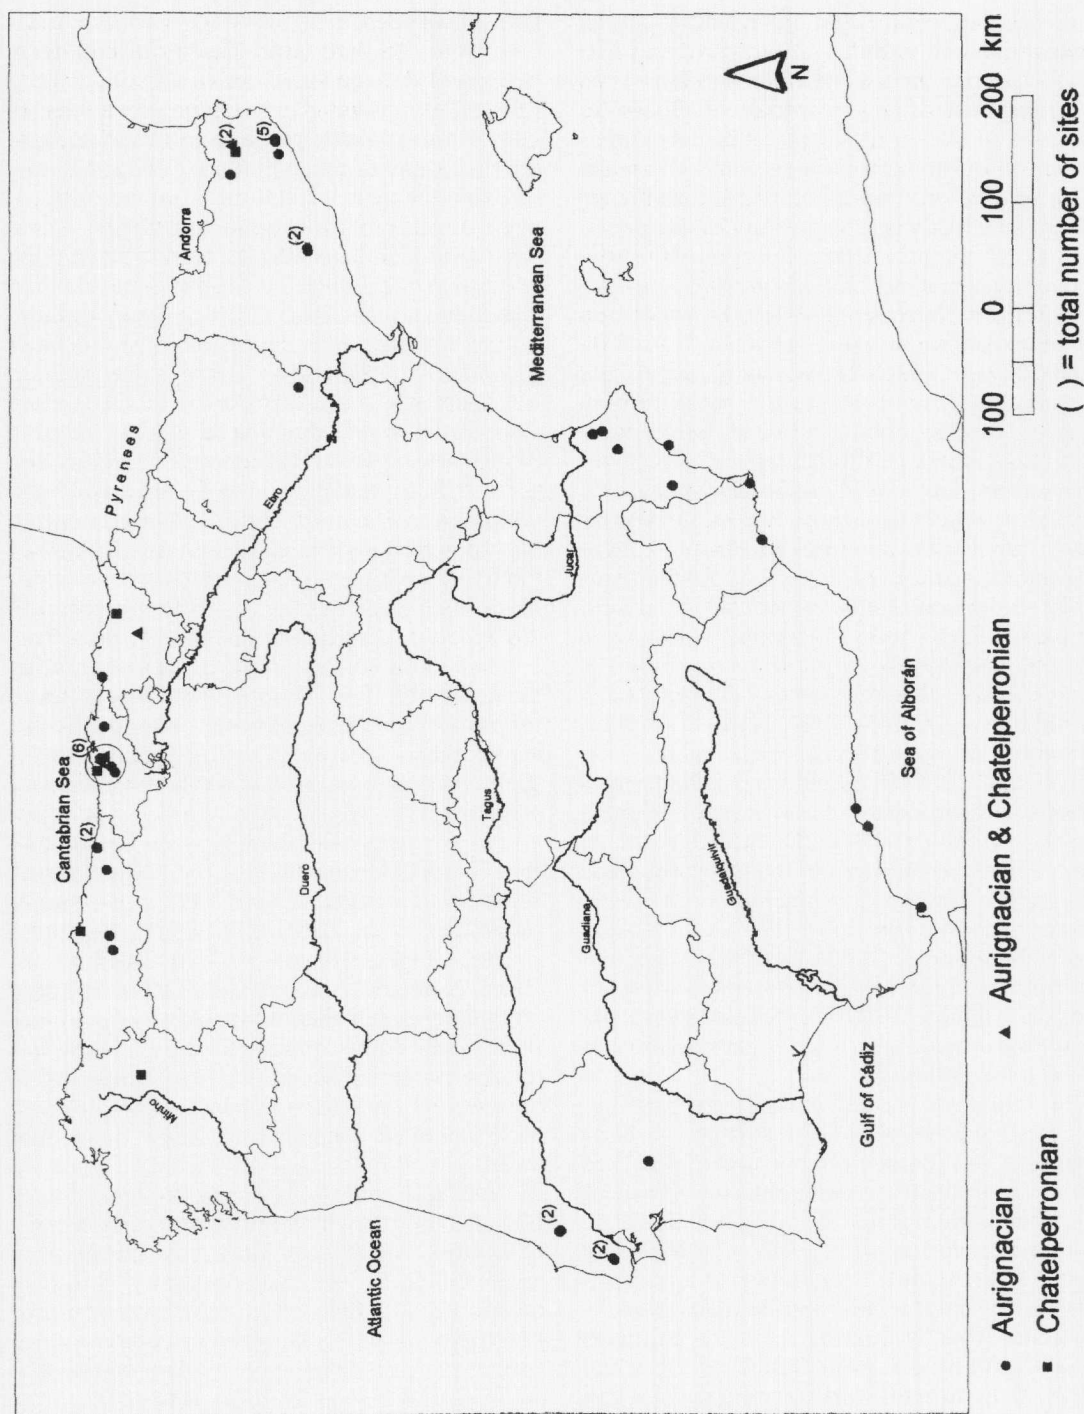 Cantabrian Sea
(6)
(2)
Pyrenees
Andorra
(2)
(5)
(2)
Minho
Duero
Ebro
Atlantic Ocean
Tagus
Jucar
Mediterranean Sea
Guadiana
(2)
(2)
Guadalquivir
Gulf of Cádiz
Sea of Alborán
N
100 0 100 200 km
( ) = total number of sites
Aurignacian
Chatelperronian
Aurignacian & Chatelperronian